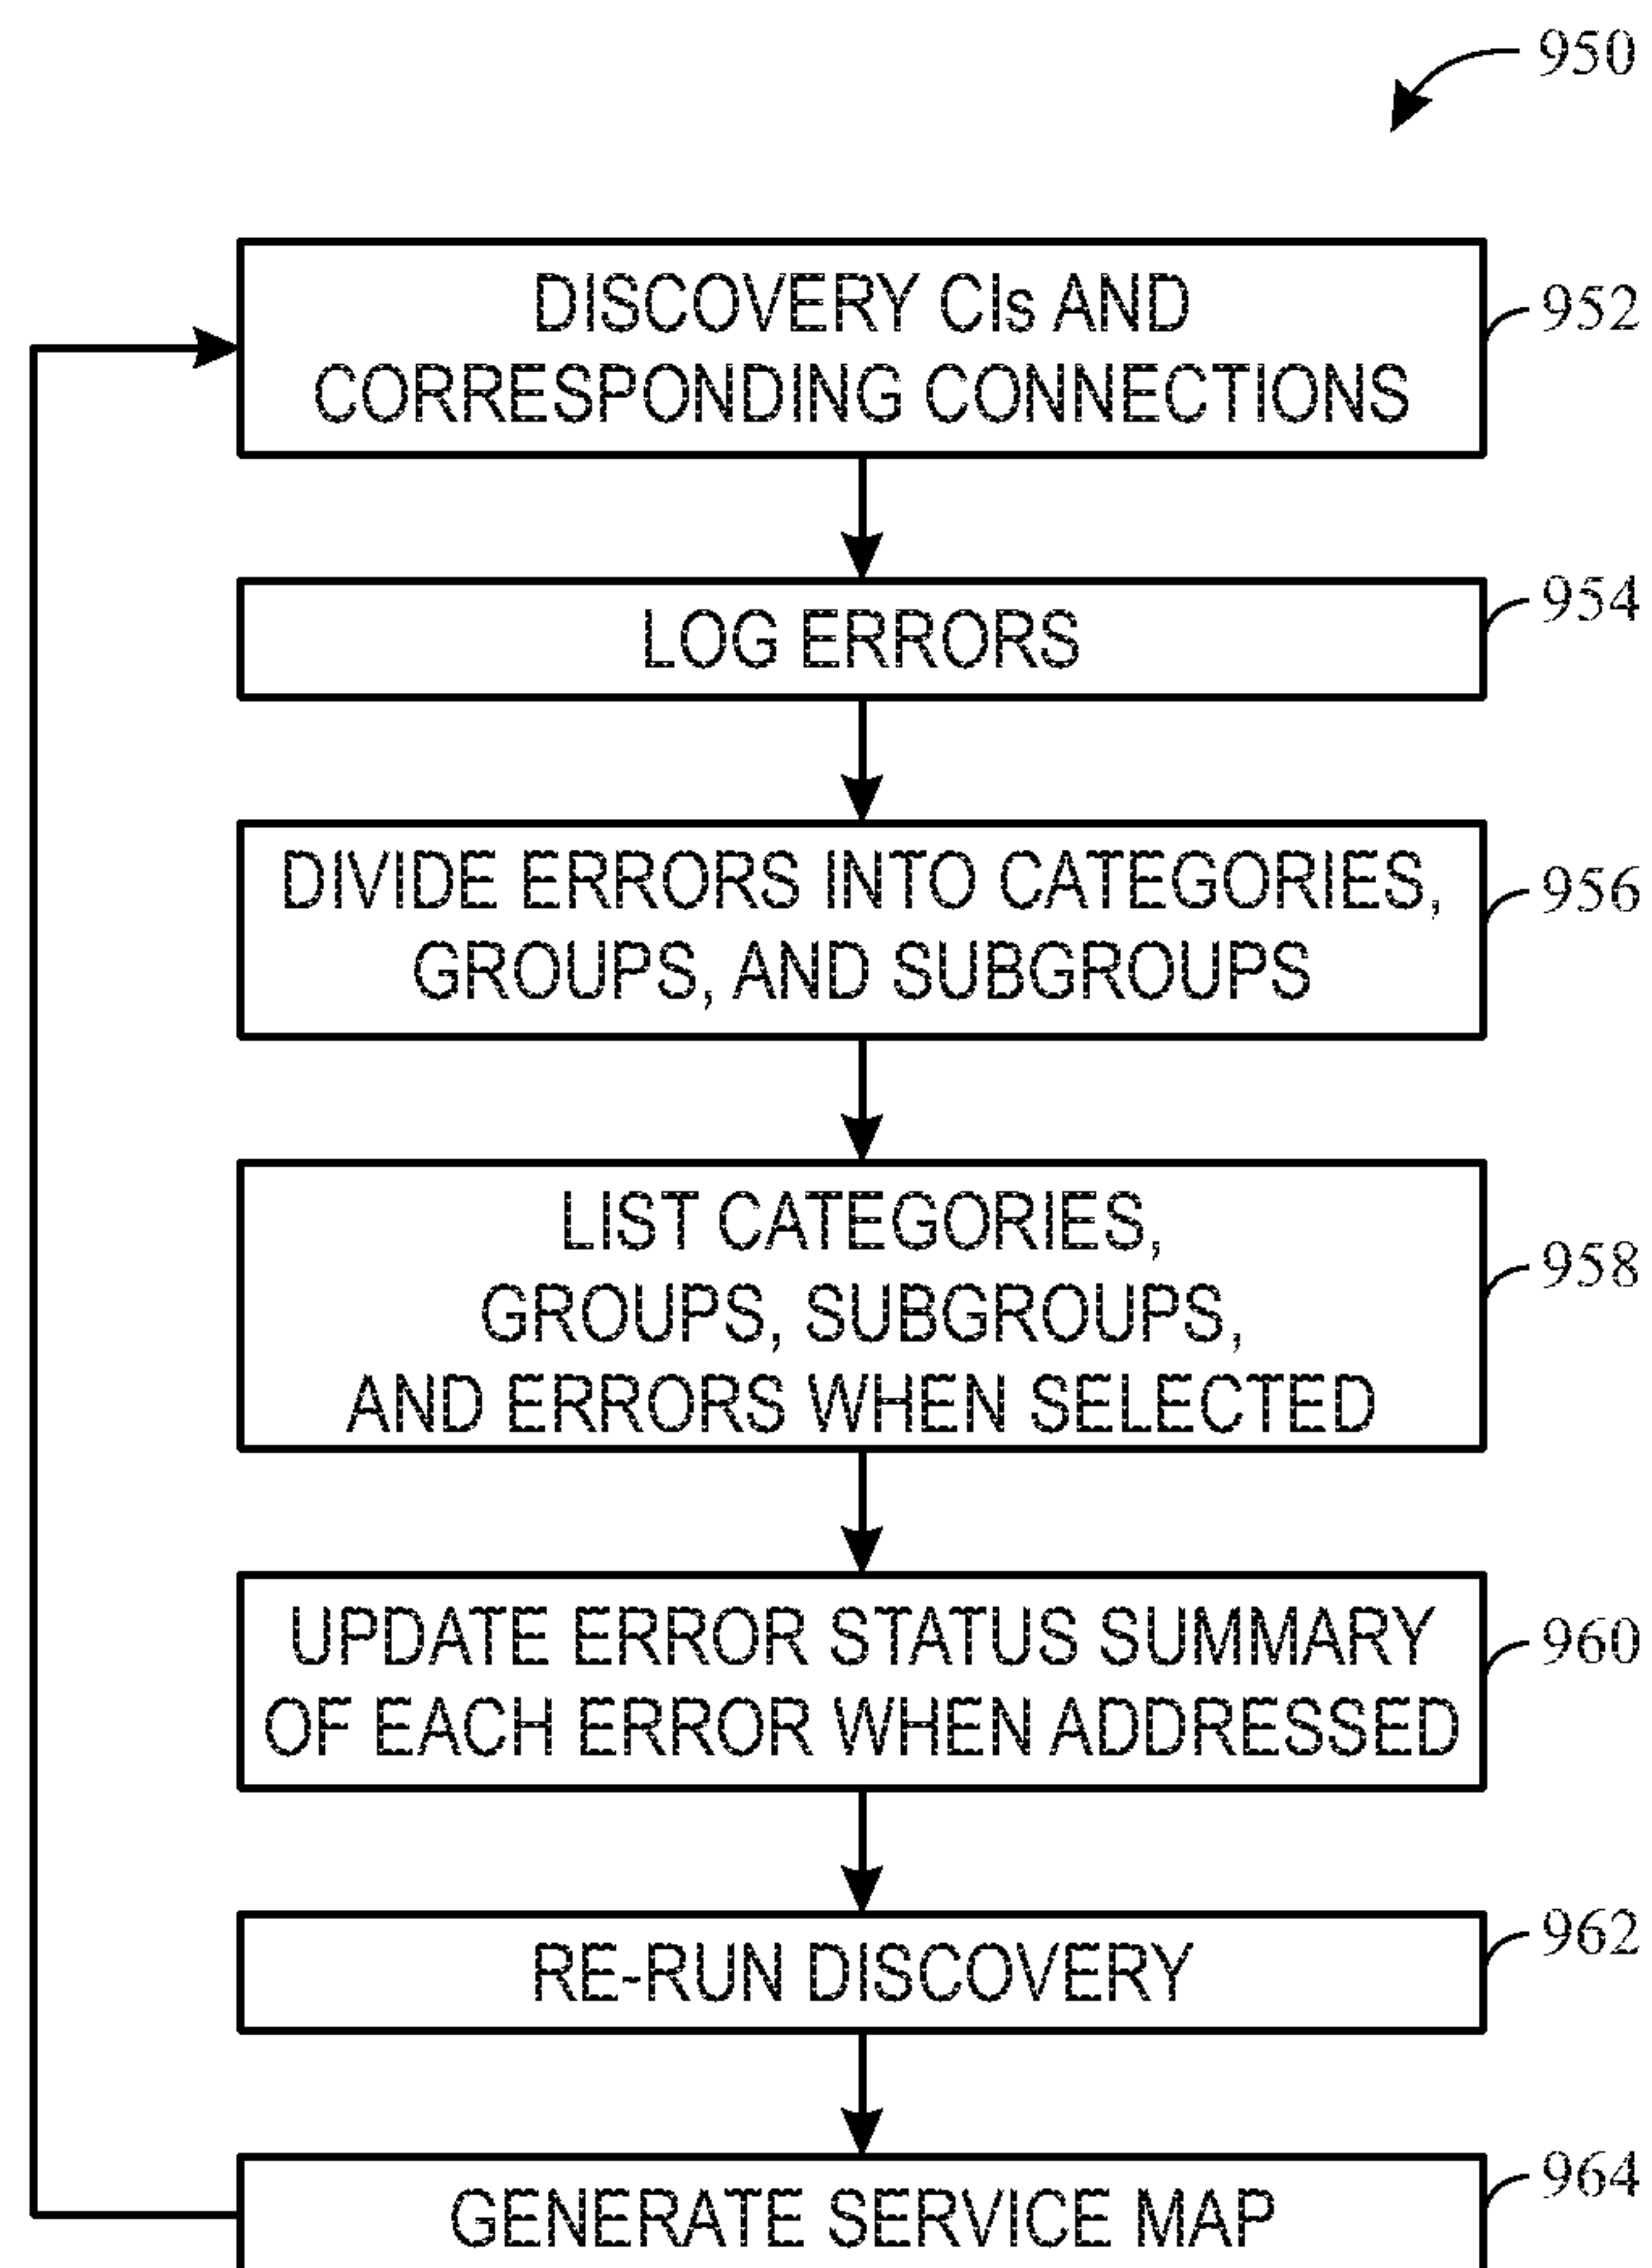 950
DISCOVERY CIs AND
CORRESPONDING CONNECTIONS
952
LOG ERRORS
954
DIVIDE ERRORS INTO CATEGORIES,
GROUPS, AND SUBGROUPS
956
LIST CATEGORIES,
GROUPS, SUBGROUPS,
AND ERRORS WHEN SELECTED
958
UPDATE ERROR STATUS SUMMARY
OF EACH ERROR WHEN ADDRESSED
960
RE-RUN DISCOVERY
962
GENERATE SERVICE MAP
964